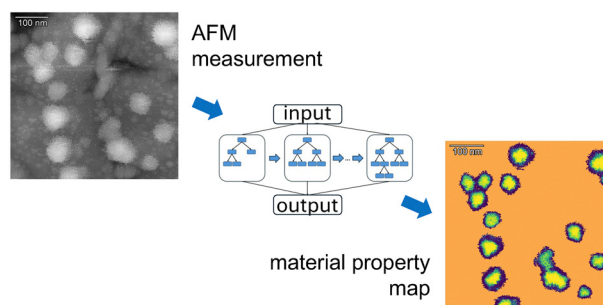 100 nm
AFM
measurement
input
...
output
100 nm
material property
map